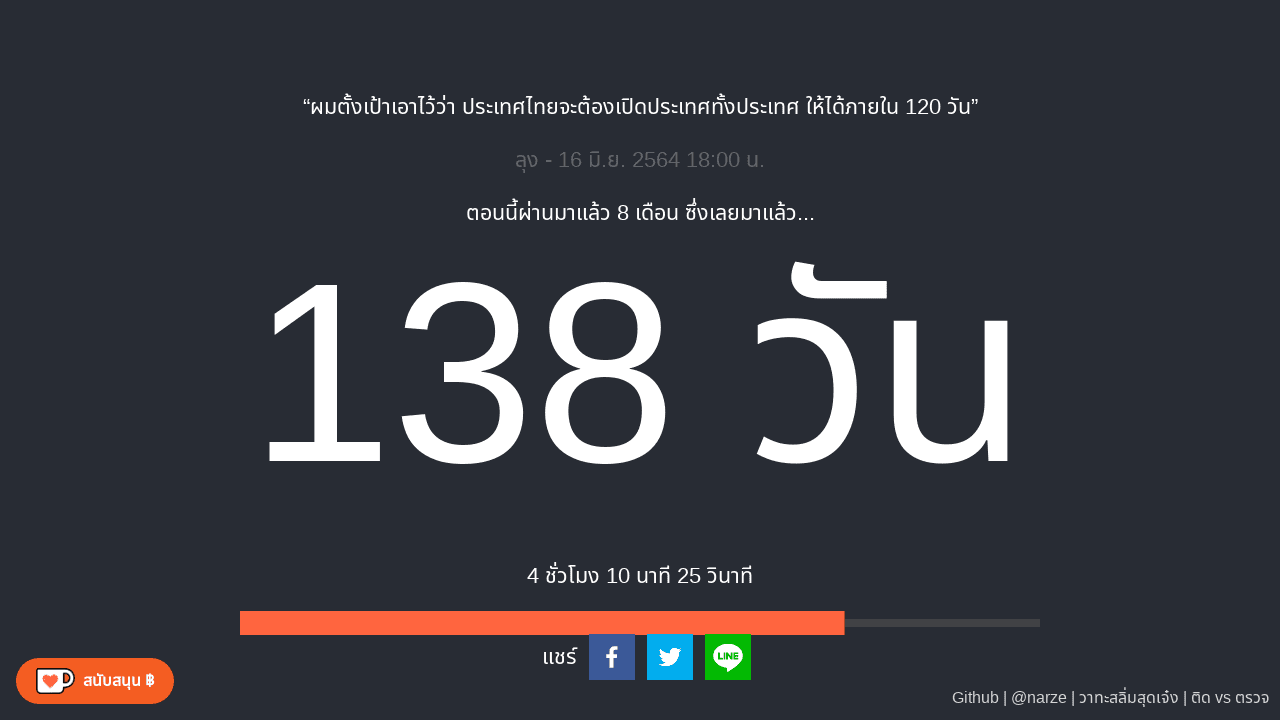 “ผมตั้งเป้าเอาไว้ว่า ประเทศไทยจะต้องเปิดประเทศทั้งประเทศ ให้ได้ภายใน 120 วัน”
ลุง - 16 มิ.ย. 2564 18:00 น.
ตอนนี้ผ่านมาแล้ว 8 เดือน ซึ่งเลยมาแล้ว...
138 วัน
4 ชั่วโมง 10 นาที 25 วินาที
แชร์
LINE
สนับสนุน ฿
Github | @narze | วาทะสลิ่มสุดเจ๋ง | ติด vs ตรวจ